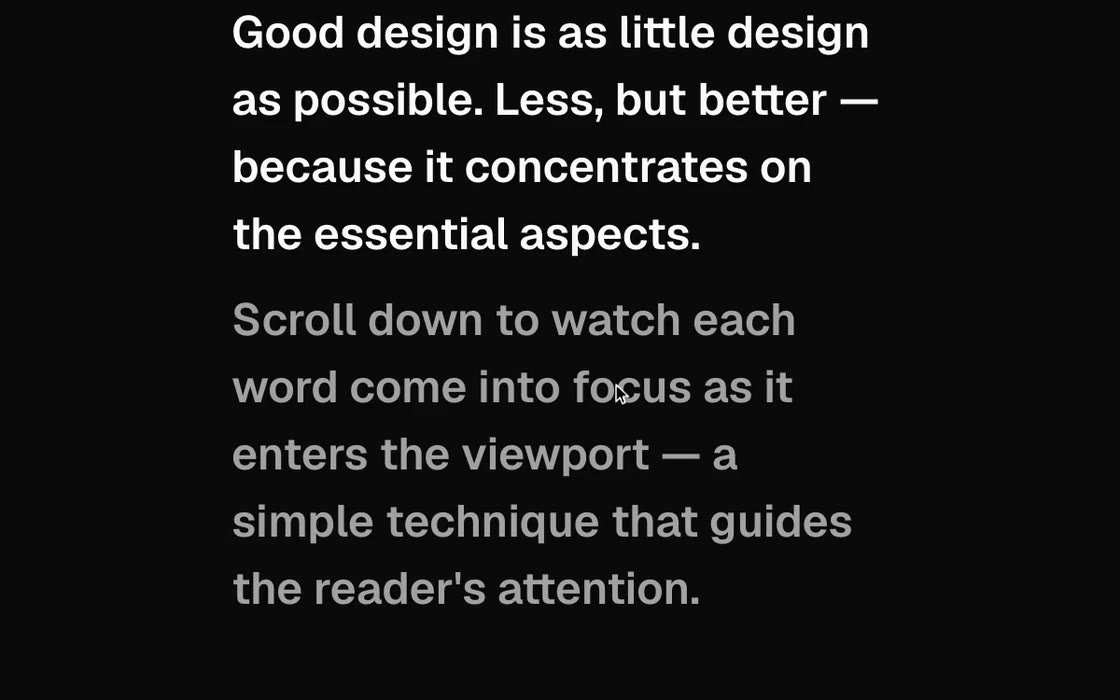 Good design is as little design
as possible. Less, but better —
because it concentrates on
the essential aspects.
Scroll down to watch each
word come into focus as it
enters the viewport — a
simple technique that guides
the reader's attention.